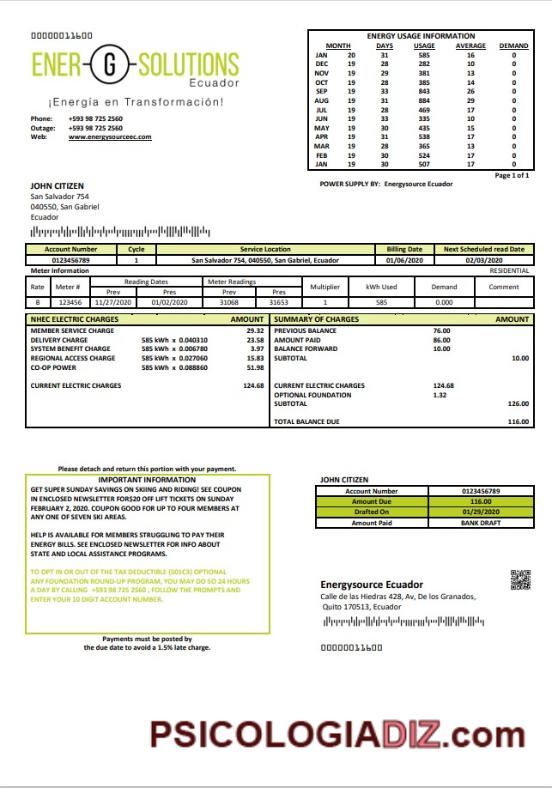 00000011600
ENER G SOLUTIONS
Ecuador
¡Energía en Transformación!
Phone: +593 98 725 2560
Outage: +593 98 725 2560
Web: www.energysourceec.com
ENERGY USAGE INFORMATION
MONTH DAYS USAGE AVERAGE DEMAND
JAN 20 31 585 16 0
DEC 19 28 282 10 0
NOV 19 29 381 13 0
OCT 19 28 385 14 0
SEP 19 33 843 26 0
AUG 19 31 884 29 0
JUL 19 28 469 17 0
JUN 19 33 335 10 0
MAY 19 30 435 15 0
APR 19 31 538 17 0
MAR 19 28 365 13 0
FEB 19 30 524 17 0
JAN 19 30 507 17 0
Page 1 of 1
POWER SUPPLY BY: Energysource Ecuador
JOHN CITIZEN
San Salvador 754
040550, San Gabriel
Ecuador
Account Number Cycle Service Location Billing Date Next Scheduled read Date
0123456789 1 San Salvador 754, 040550, San Gabriel, Ecuador 01/06/2020 02/03/2020
Meter Information RESIDENTIAL
Rate Meter # Reading Dates Meter Readings Multiplier kWh Used Demand Comment
Prev Pres Prev Pres
B 123456 11/27/2020 01/02/2020 31068 31653 1 585 0.000
NHEC ELECTRIC CHARGES AMOUNT
MEMBER SERVICE CHARGE 29.32
DELIVERY CHARGE 585 kWh x 0.040310 23.58
SYSTEM BENEFIT CHARGE 585 kWh x 0.006780 3.97
REGIONAL ACCESS CHARGE 585 kWh x 0.027060 15.83
CO-OP POWER 585 kWh x 0.088860 51.98
CURRENT ELECTRIC CHARGES 124.68
SUMMARY OF CHARGES AMOUNT
PREVIOUS BALANCE 76.00
AMOUNT PAID 86.00
BALANCE FORWARD 10.00
SUBTOTAL 10.00
CURRENT ELECTRIC CHARGES 124.68
OPTIONAL FOUNDATION 1.32
SUBTOTAL 126.00
TOTAL BALANCE DUE 116.00
Please detach and return this portion with your payment.
IMPORTANT INFORMATION
GET SUPER SUNDAY SAVINGS ON SKIING AND RIDING! SEE COUPON
IN ENCLOSED NEWSLETTER FOR$20 OFF LIFT TICKETS ON SUNDAY
FEBRUARY 2, 2020. COUPON GOOD FOR UP TO FOUR MEMBERS AT
ANY ONE OF SEVEN SKI AREAS.
HELP IS AVAILABLE FOR MEMBERS STRUGGLING TO PAY THEIR
ENERGY BILLS. SEE ENCLOSED NEWSLETTER FOR INFO ABOUT
STATE AND LOCAL ASSISTANCE PROGRAMS.
TO OPT IN OR OUT OF THE TAX DEDUCTIBLE (501C3) OPTIONAL
ANY FOUNDATION ROUND-UP PROGRAM, YOU MAY DO SO 24 HOURS
A DAY BY CALLING +593 98 725 2560 , FOLLOW THE PROMPTS AND
ENTER YOUR 10 DIGIT ACCOUNT NUMBER.
Payments must be posted by
the due date to avoid a 1.5% late charge.
JOHN CITIZEN
Account Number 0123456789
Amount Due 116.00
Drafted On 01/29/2020
Amount Paid BANK DRAFT
Energysource Ecuador
Calle de las Hiedras 428, Av, De los Granados,
Quito 170513, Ecuador
00000011600
PSICOLOGIADIZ.com